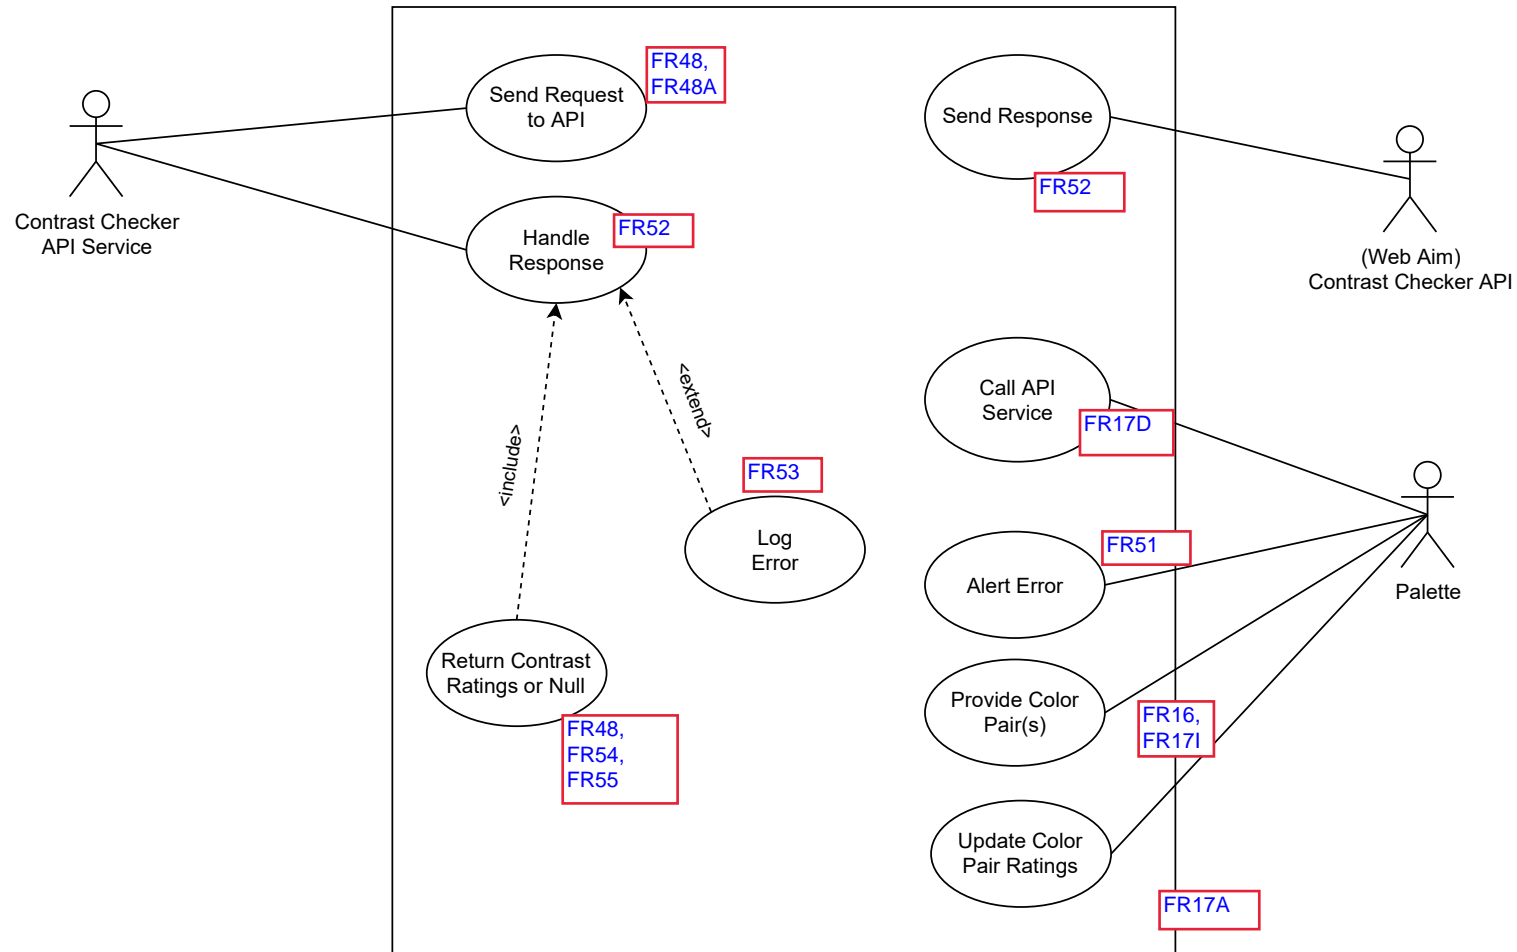 FR48,
FR48A
Send Request
to API
Send Response
FR52
Contrast Checker
API Service
Handle
Response
FR52
(Web Aim)
Contrast Checker API
<include>
<extend>
Call API
Service
FR17D
FR53
Log
Error
FR51
Alert Error
Palette
Return Contrast
Ratings or Null
FR48,
FR54,
FR55
Provide Color
Pair(s)
FR16,
FR17I
Update Color
Pair Ratings
FR17A